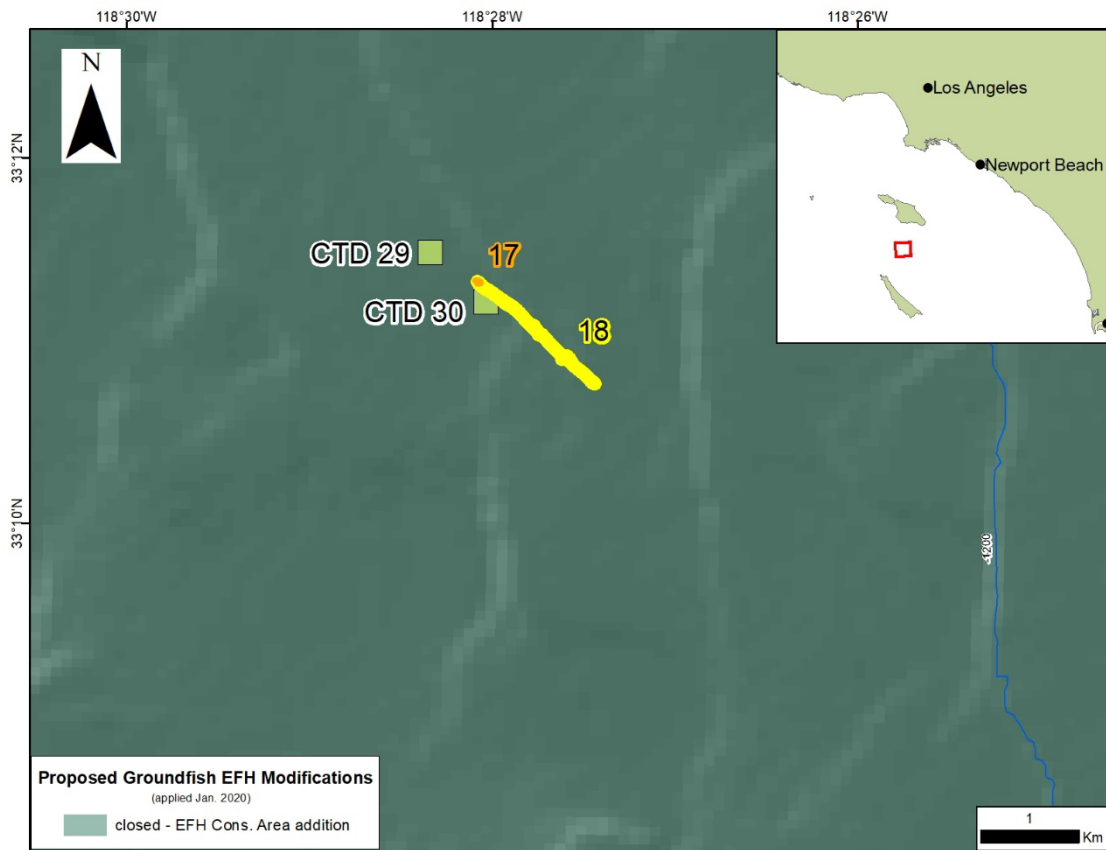 118°30'W
118°28'W
118°26'W
N
Los Angeles
Newport Beach
33°12'N
CTD 29
17
CTD 30
18
33°10'N
-1200
Proposed Groundfish EFH Modifications
(applied Jan. 2020)
closed - EFH Cons. Area addition
1
Km